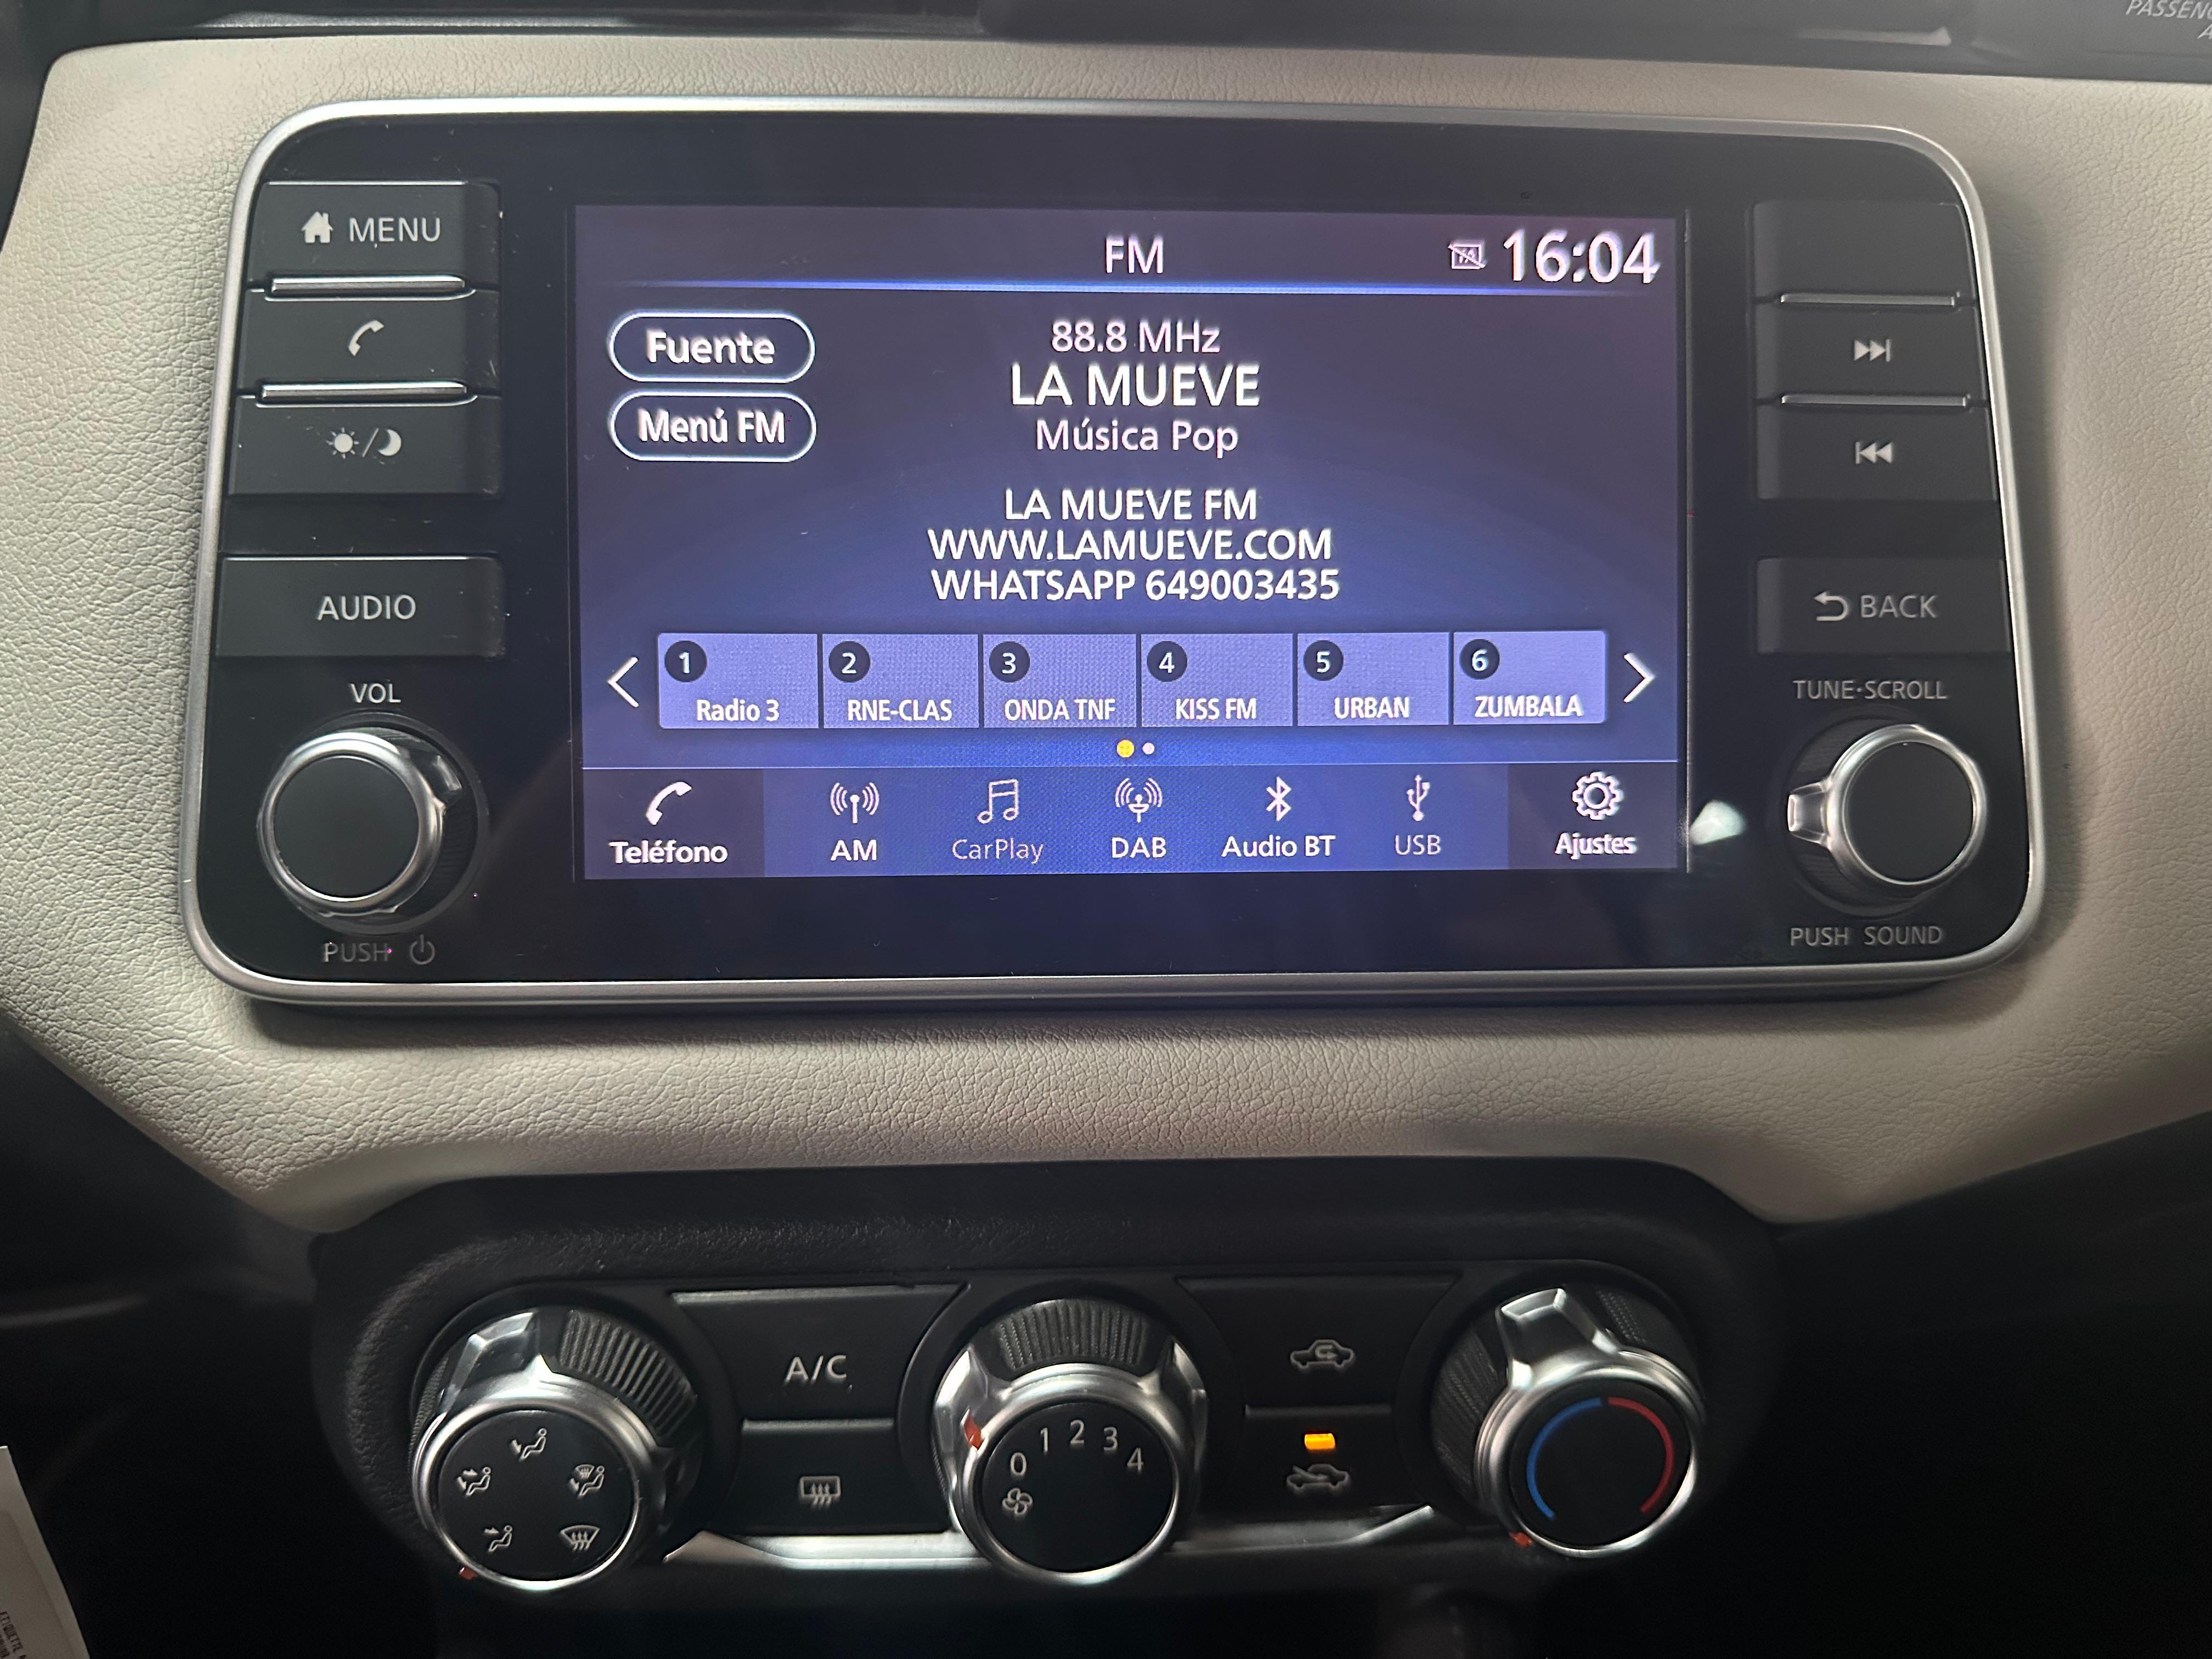 PASSENG
MENU
FM
16:04
Fuente
88.8 MHz
LA MUEVE
Menú FM
Música Pop
LA MUEVE FM
WWW.LAMUEVE.COM
WHATSAPP 649003435
AUDIO
BACK
VOL
TUNE·SCROLL
1 2 3 4 5 6
Radio 3 RNE-CLAS ONDA TNF KISS FM URBAN ZUMBALA
Teléfono AM CarPlay DAB Audio BT USB Ajustes
PUSH
PUSH SOUND
A/C
0 1 2 3 4